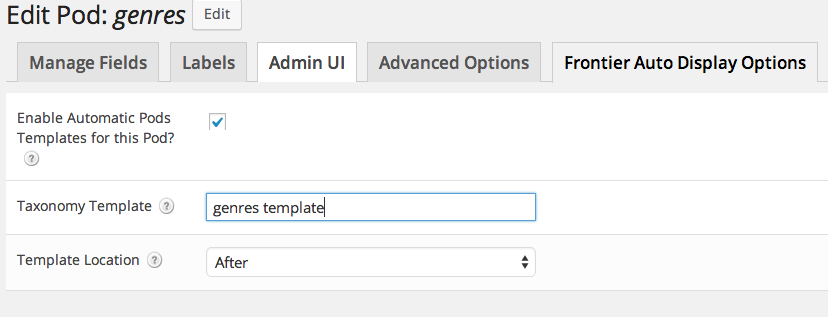 Edit Pod: genres Edit
Manage Fields Labels Admin UI Advanced Options Frontier Auto Display Options
Enable Automatic Pods
Templates for this Pod?
?
Taxonomy Template ? genres template
Template Location ? After